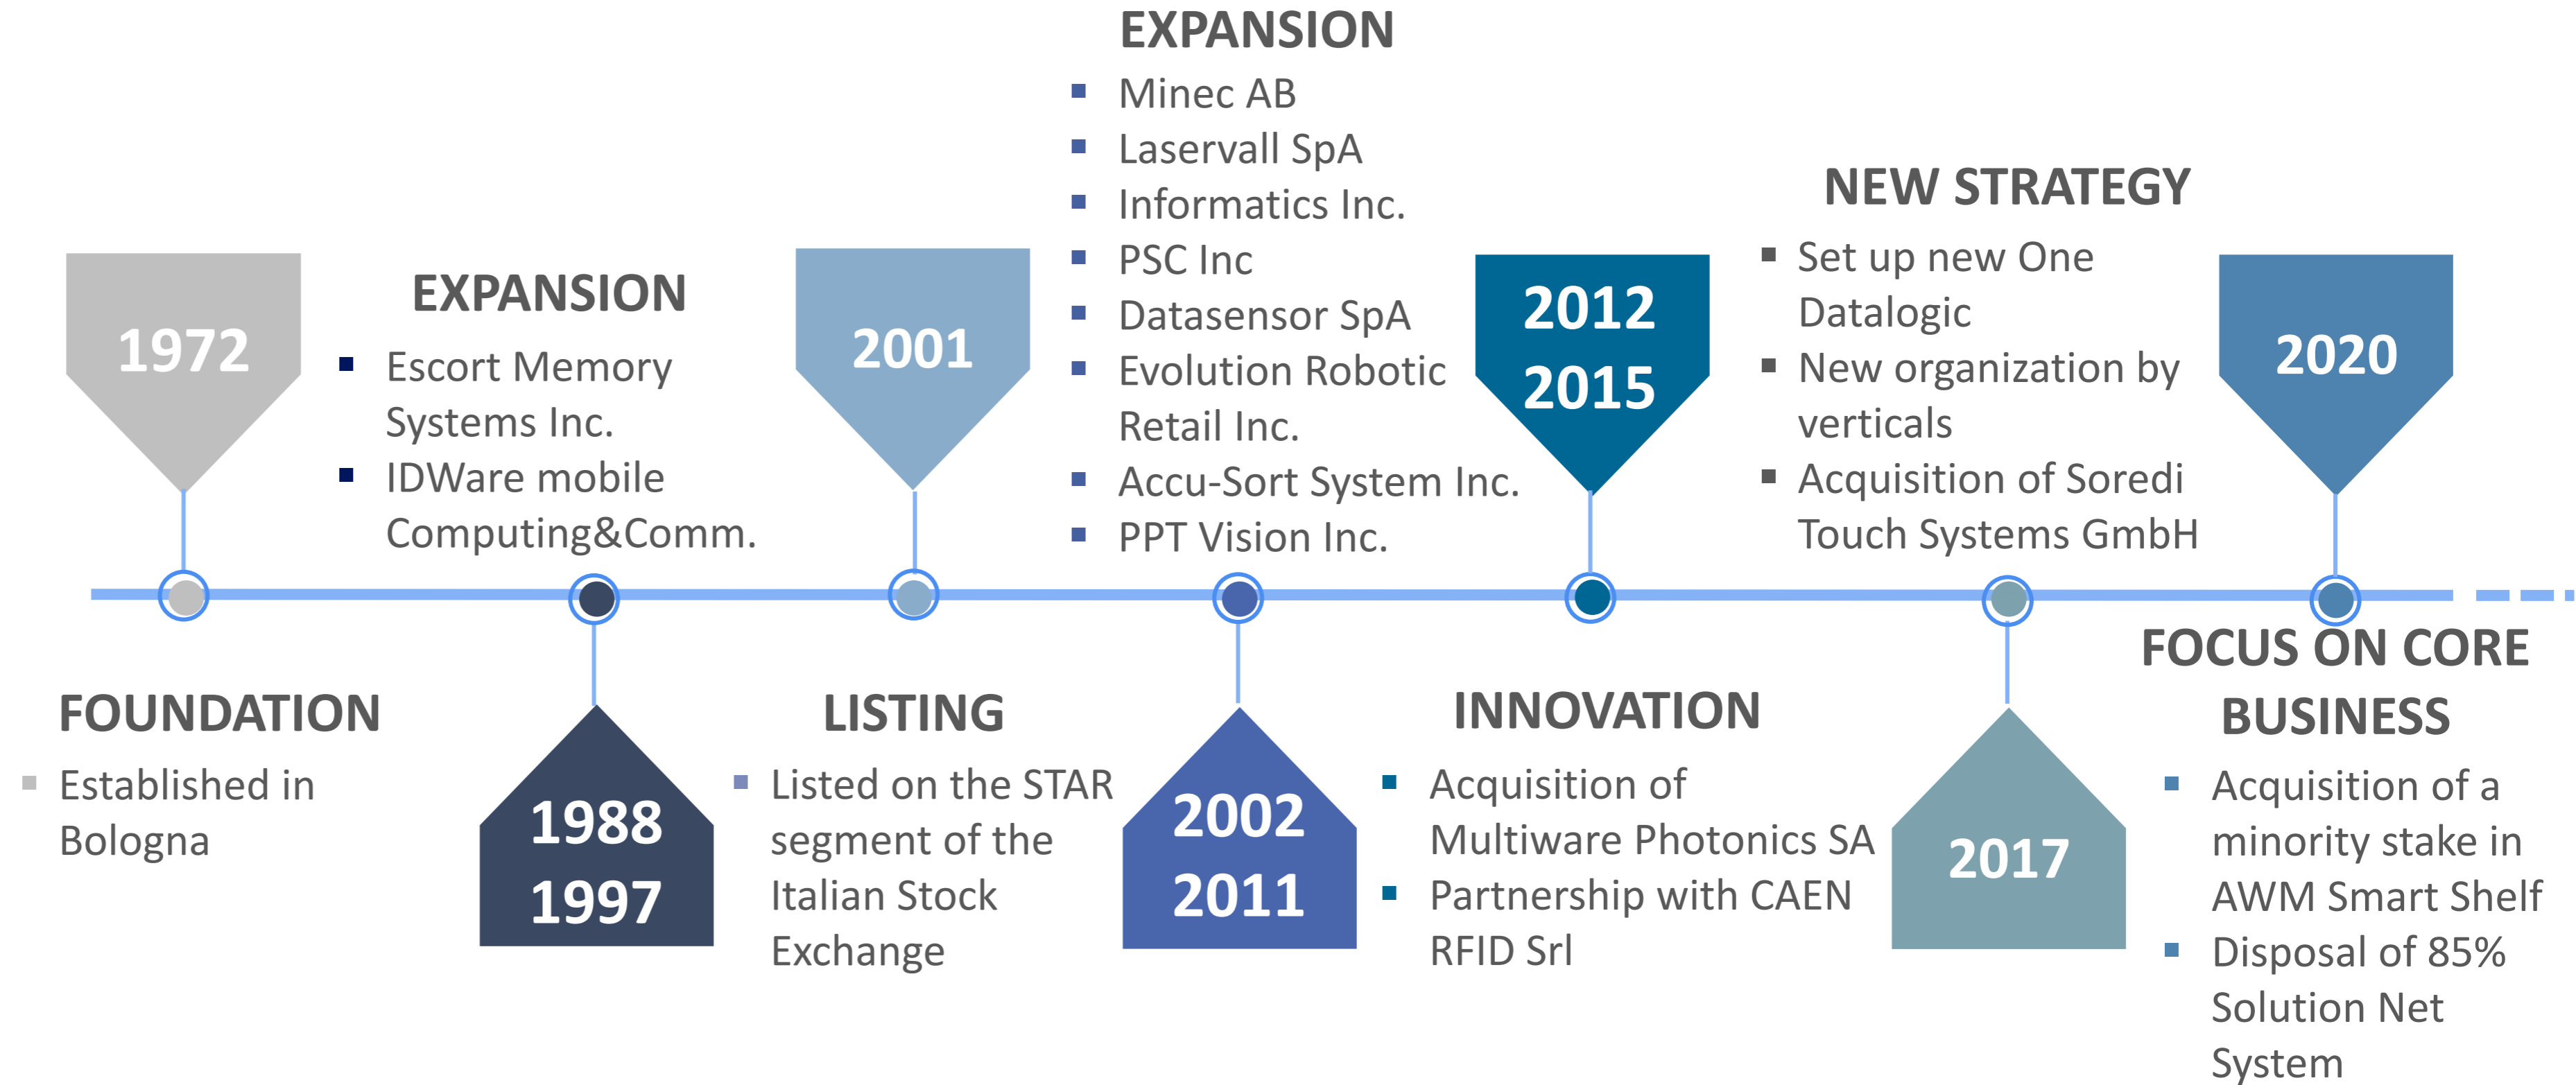 1972
FOUNDATION
Established in
Bologna
EXPANSION
Escort Memory
Systems Inc.
IDWare mobile
Computing&Comm.
1988
1997
2001
LISTING
Listed on the STAR
segment of the
Italian Stock
Exchange
EXPANSION
Minec AB
Laservall SpA
Informatics Inc.
PSC Inc
Datasensor SpA
Evolution Robotic
Retail Inc.
Accu-Sort System Inc.
PPT Vision Inc.
2002
2011
2012
2015
INNOVATION
Acquisition of
Multiware Photonics SA
Partnership with CAEN
RFID Srl
NEW STRATEGY
Set up new One
Datalogic
New organization by
verticals
Acquisition of Soredi
Touch Systems GmbH
2017
2020
FOCUS ON CORE
BUSINESS
Acquisition of a
minority stake in
AWM Smart Shelf
Disposal of 85%
Solution Net
System